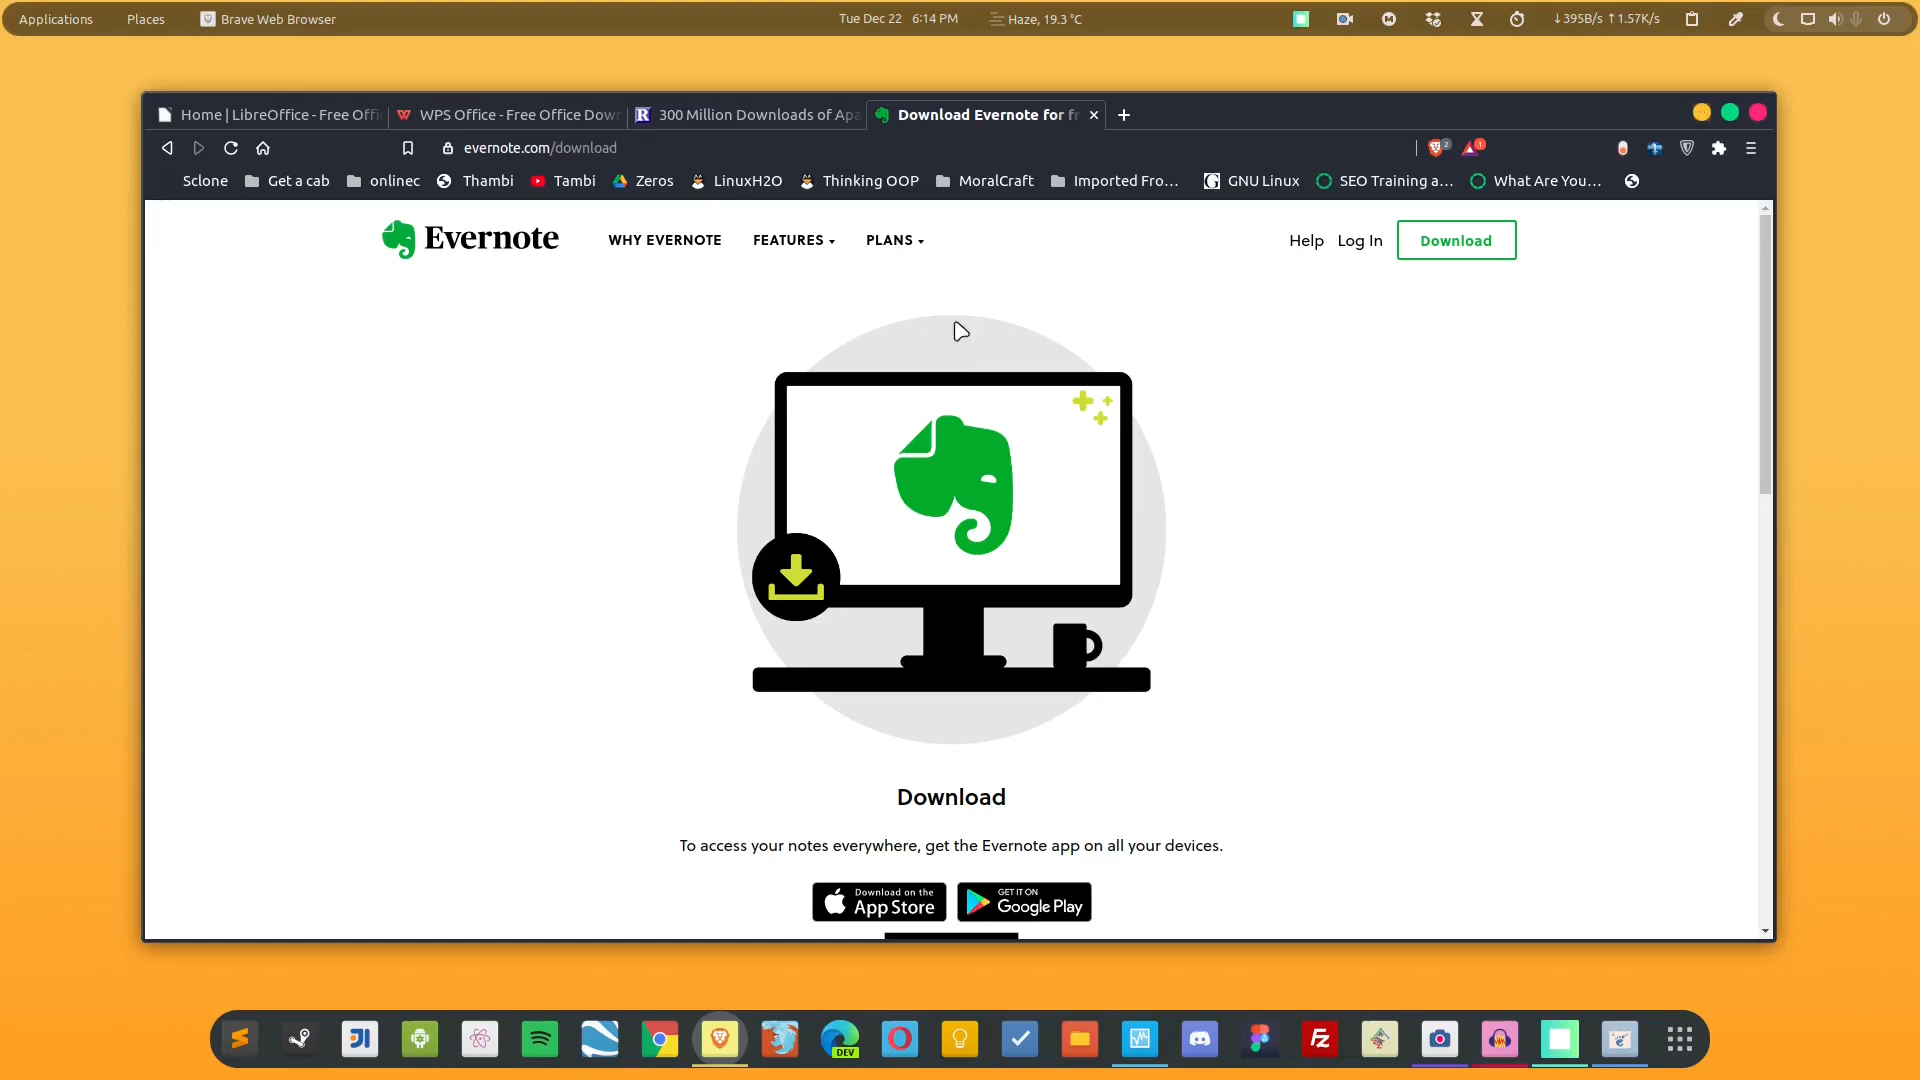 Applications Places Brave Web Browser Tue Dec 22 6:14 PM Haze, 19.3 °C ↓395B/s ↑1.57K/s
Home | LibreOffice - Free Offi WPS Office - Free Office Dow 300 Million Downloads of Apa Download Evernote for fr
evernote.com/download 2 1
Sclone Get a cab onlinec Thambi Tambi Zeros LinuxH2O Thinking OOP MoralCraft Imported Fro... GNU Linux SEO Training a... What Are You...
Evernote WHY EVERNOTE FEATURES PLANS Help Log In Download
Download
To access your notes everywhere, get the Evernote app on all your devices.
Download on the App Store
GET IT ON Google Play
DEV